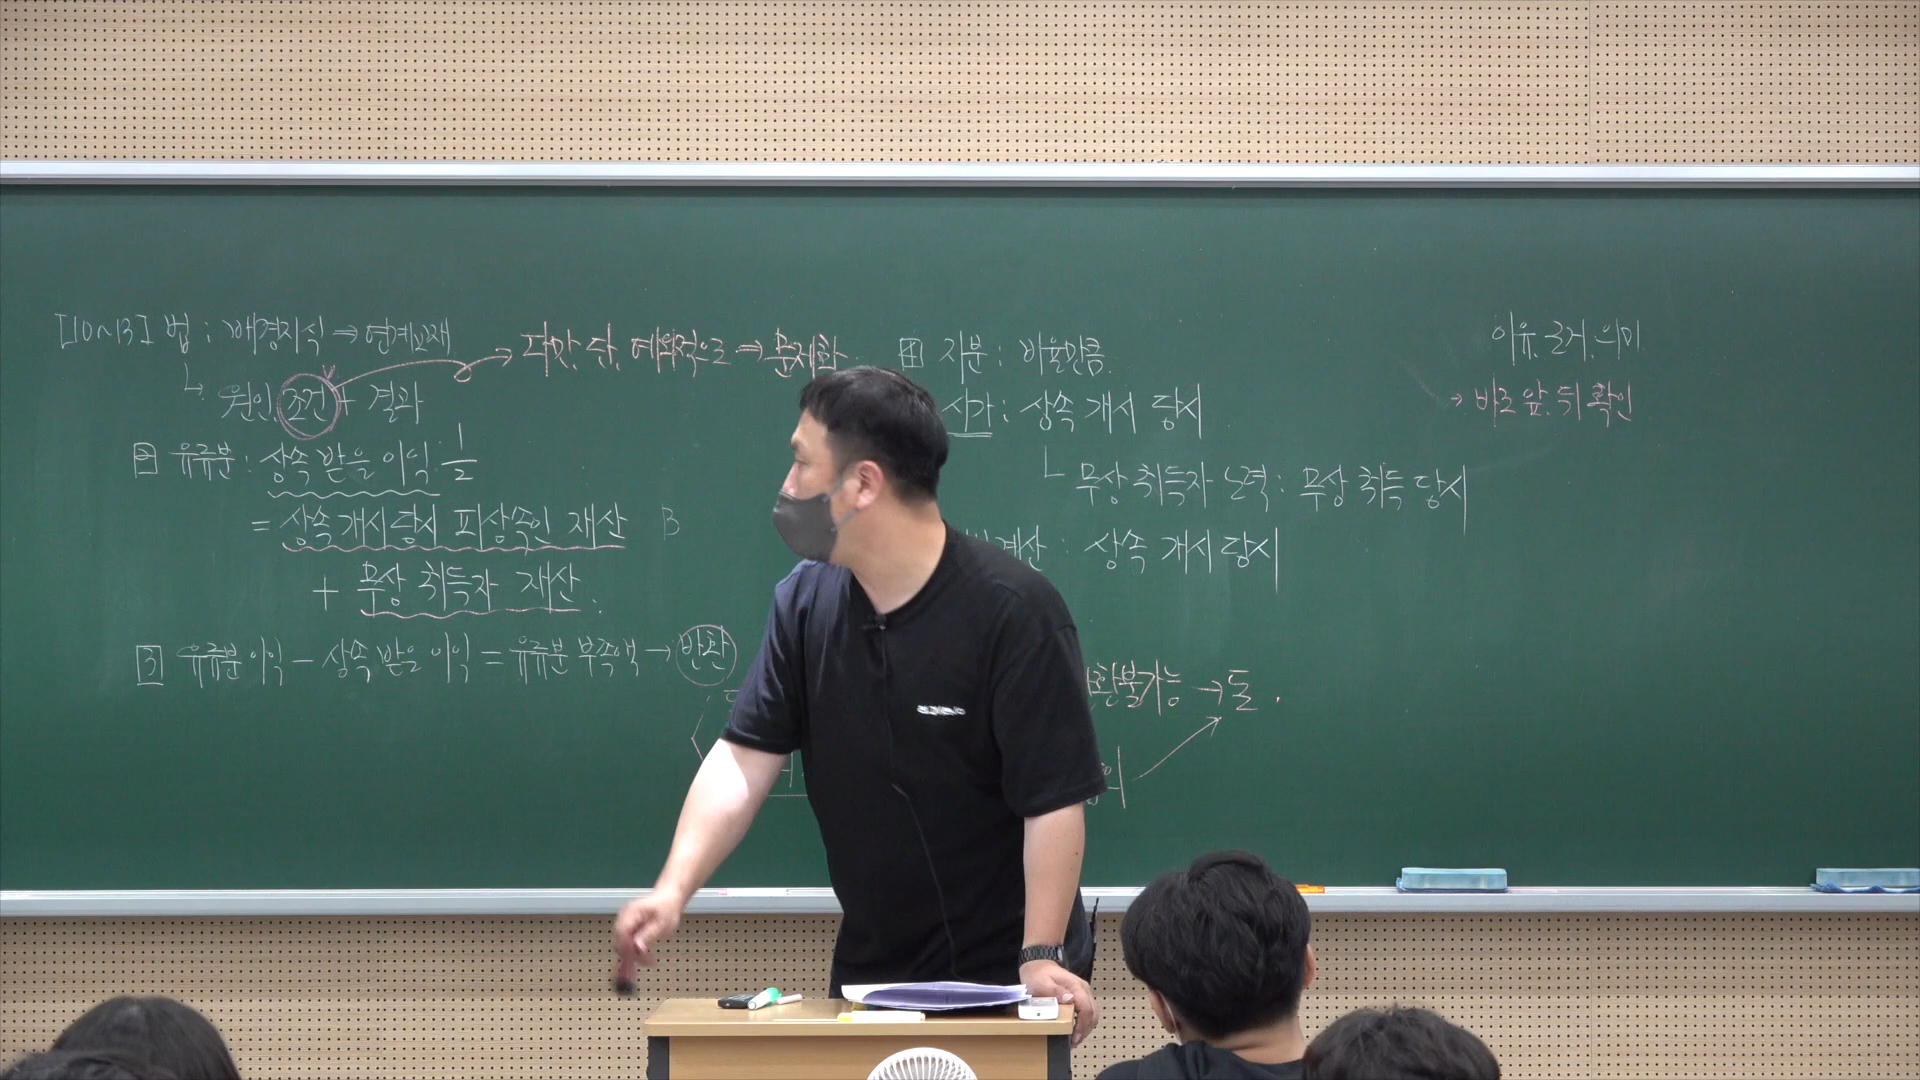 [10~13] 법 : 배경지식 ⇒ 연계교재
↳ 원인, 조건 + 결과
→ 다만, 단, 예외적으로 ⇒ 문제화
2 유류분 : 상속 받을 이익 · 1/2
= 상속 개시 당시 피상속인 재산 B
+ 무상 취득자 재산.
3 유류분 이익 - 상속 받은 이익 = 유류분 부족액 → 반환
4 지분 : 비율만큼.
시가 : 상속 개시 당시
└ 무상 취득자 노력 : 무상 취득 당시
계산 : 상속 개시 당시
환불가능 → 돈.
이유, 근거, 의미
→ 바로 앞, 뒤 확인